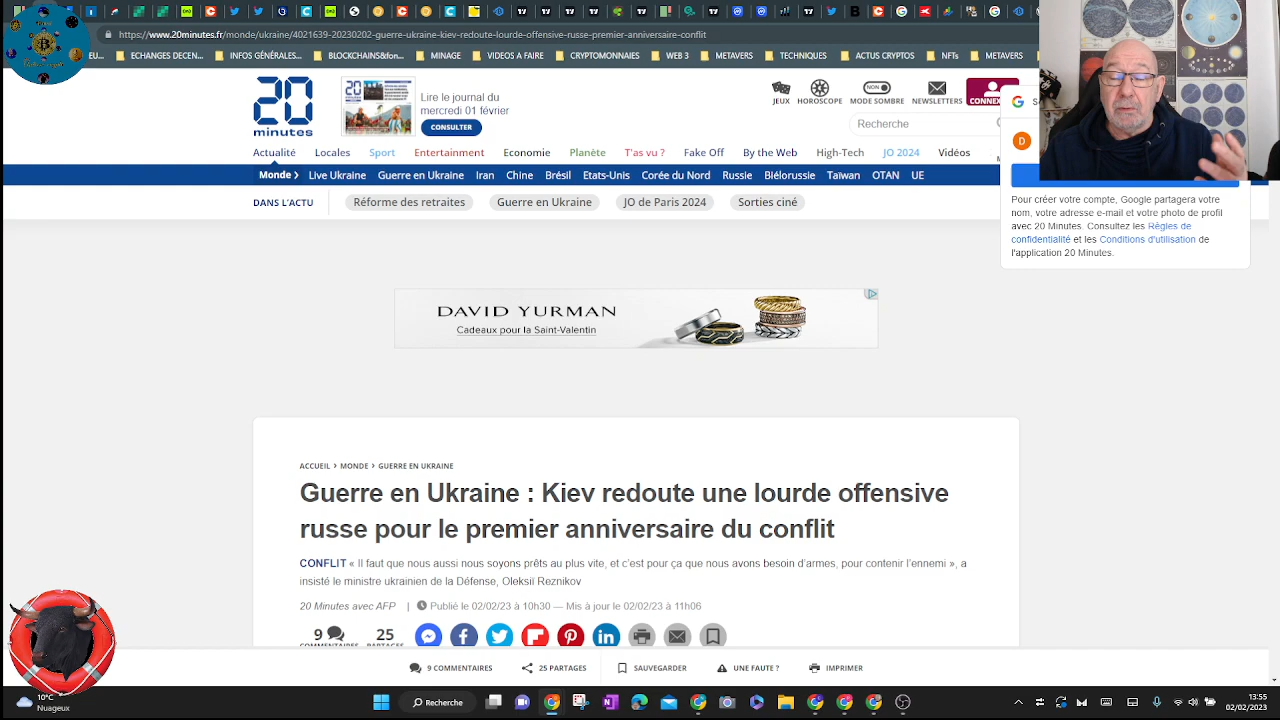 https://www.20minutes.fr/monde/ukraine/4021639-20230202-guerre-ukraine-kiev-redoute-lourde-offensive-russe-premier-anniversaire-conflit
EU... ECHANGES DECEN... INFOS GÉNÉRALES... BLOCKCHAINS&sion... MINAGE E-MONEY AFFAIRE TON... CRYPTOMONNAIES WEB 3 METAVERS TECHNIQUES ACTUS CRYPTOS NFTs METAVERS
20 minutes
Lire le journal du
mercredi 01 février
CONSULTER
JEUX HOROSCOPE NON MODE SOMBRE NEWSLETTERS CONNEX
Recherche
Actualité Locales Sport Entertainment Economie Planète T'as vu ? Fake Off By the Web High-Tech JO 2024 Vidéos
Monde > Live Ukraine Guerre en Ukraine Iran Chine Brésil Etats-Unis Corée du Nord Russie Biélorussie Taïwan OTAN UE
DANS L'ACTU Réforme des retraites Guerre en Ukraine JO de Paris 2024 Sorties ciné
G S
D
Pour créer votre compte, Google partagera votre
nom, votre adresse e-mail et votre photo de profil
avec 20 Minutes. Consultez les Règles de
confidentialité et les Conditions d'utilisation de
l'application 20 Minutes.
DAVID YURMAN
Cadeaux pour la Saint-Valentin
ACCUEIL > MONDE > GUERRE EN UKRAINE
Guerre en Ukraine : Kiev redoute une lourde offensive
russe pour le premier anniversaire du conflit
CONFLIT « Il faut que nous aussi nous soyons prêts au plus vite, et c'est pour ça que nous avons besoin d'armes, pour contenir l'ennemi », a
insisté le ministre ukrainien de la Défense, Oleksiï Reznikov
20 Minutes avec AFP | Publié le 02/02/23 à 10h30 — Mis à jour le 02/02/23 à 11h06
9 25
COMMENTAIRES PARTAGES
9 COMMENTAIRES 25 PARTAGES SAUVEGARDER UNE FAUTE ? IMPRIMER
10°C
Nuageux
Recherche
13:55
02/02/2023